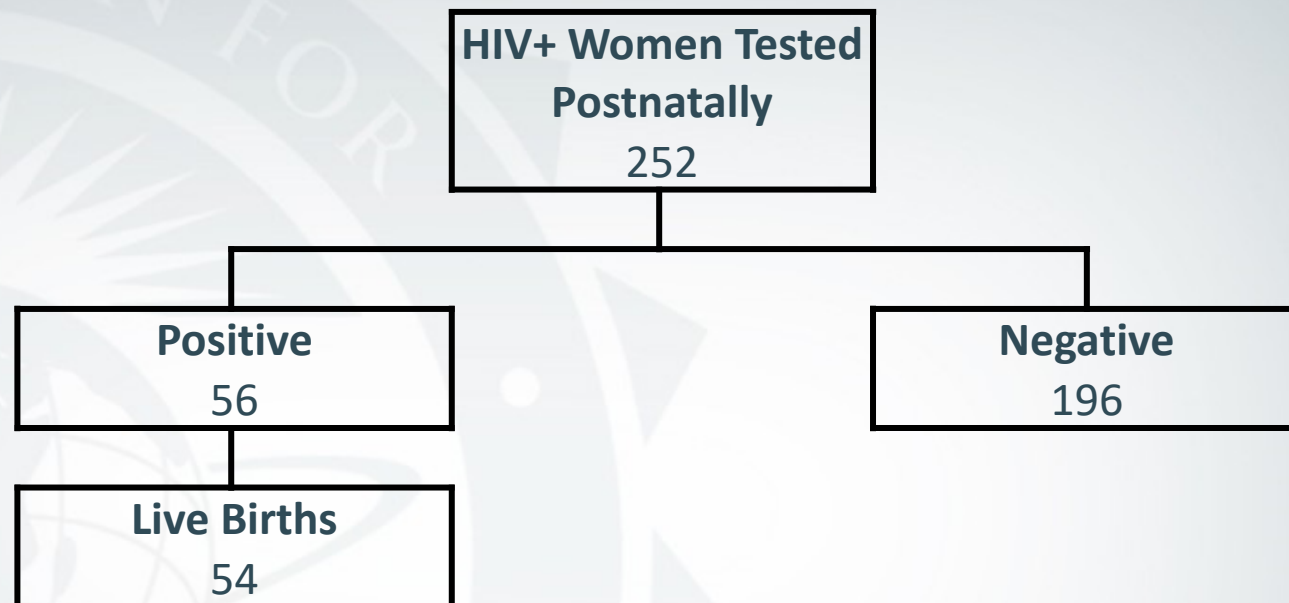 HIV+ Women Tested
Postnatally
252
Positive
56
Negative
196
Live Births
54